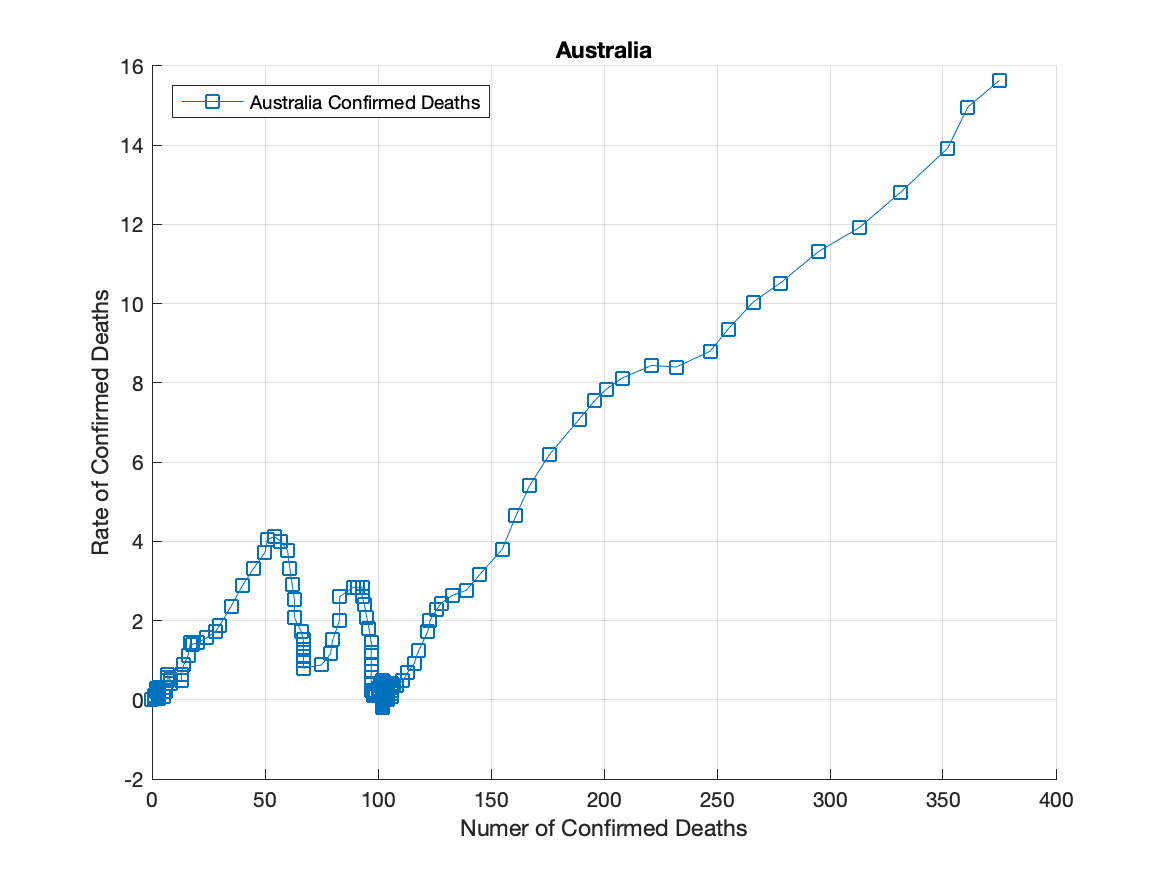 Australia
16
Australia Confirmed Deaths
14
12
10
8
6
4
2
0
-2
Rate of Confirmed Deaths
0 50 100 150 200 250 300 350 400
Numer of Confirmed Deaths